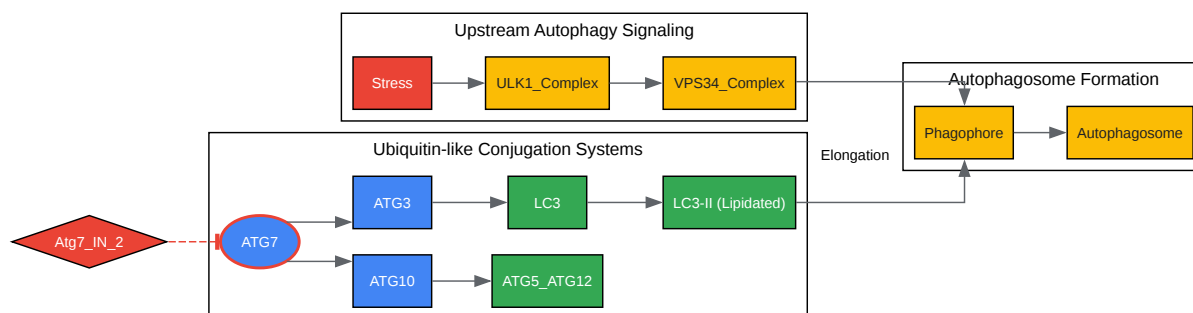 Upstream Autophagy Signaling
Stress
ULK1_Complex
VPS34_Complex
Autophagosome Formation
Phagophore
Autophagosome
Ubiquitin-like Conjugation Systems
Elongation
ATG3
LC3
LC3-II (Lipidated)
Atg7_IN_2
ATG7
ATG10
ATG5_ATG12